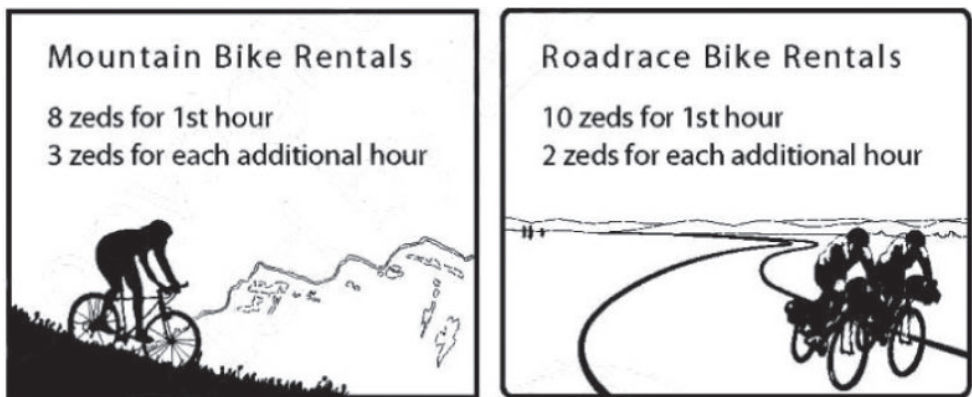 Mountain Bike Rentals
8 zeds for 1st hour
3 zeds for each additional hour
Roadrace Bike Rentals
10 zeds for 1st hour
2 zeds for each additional hour